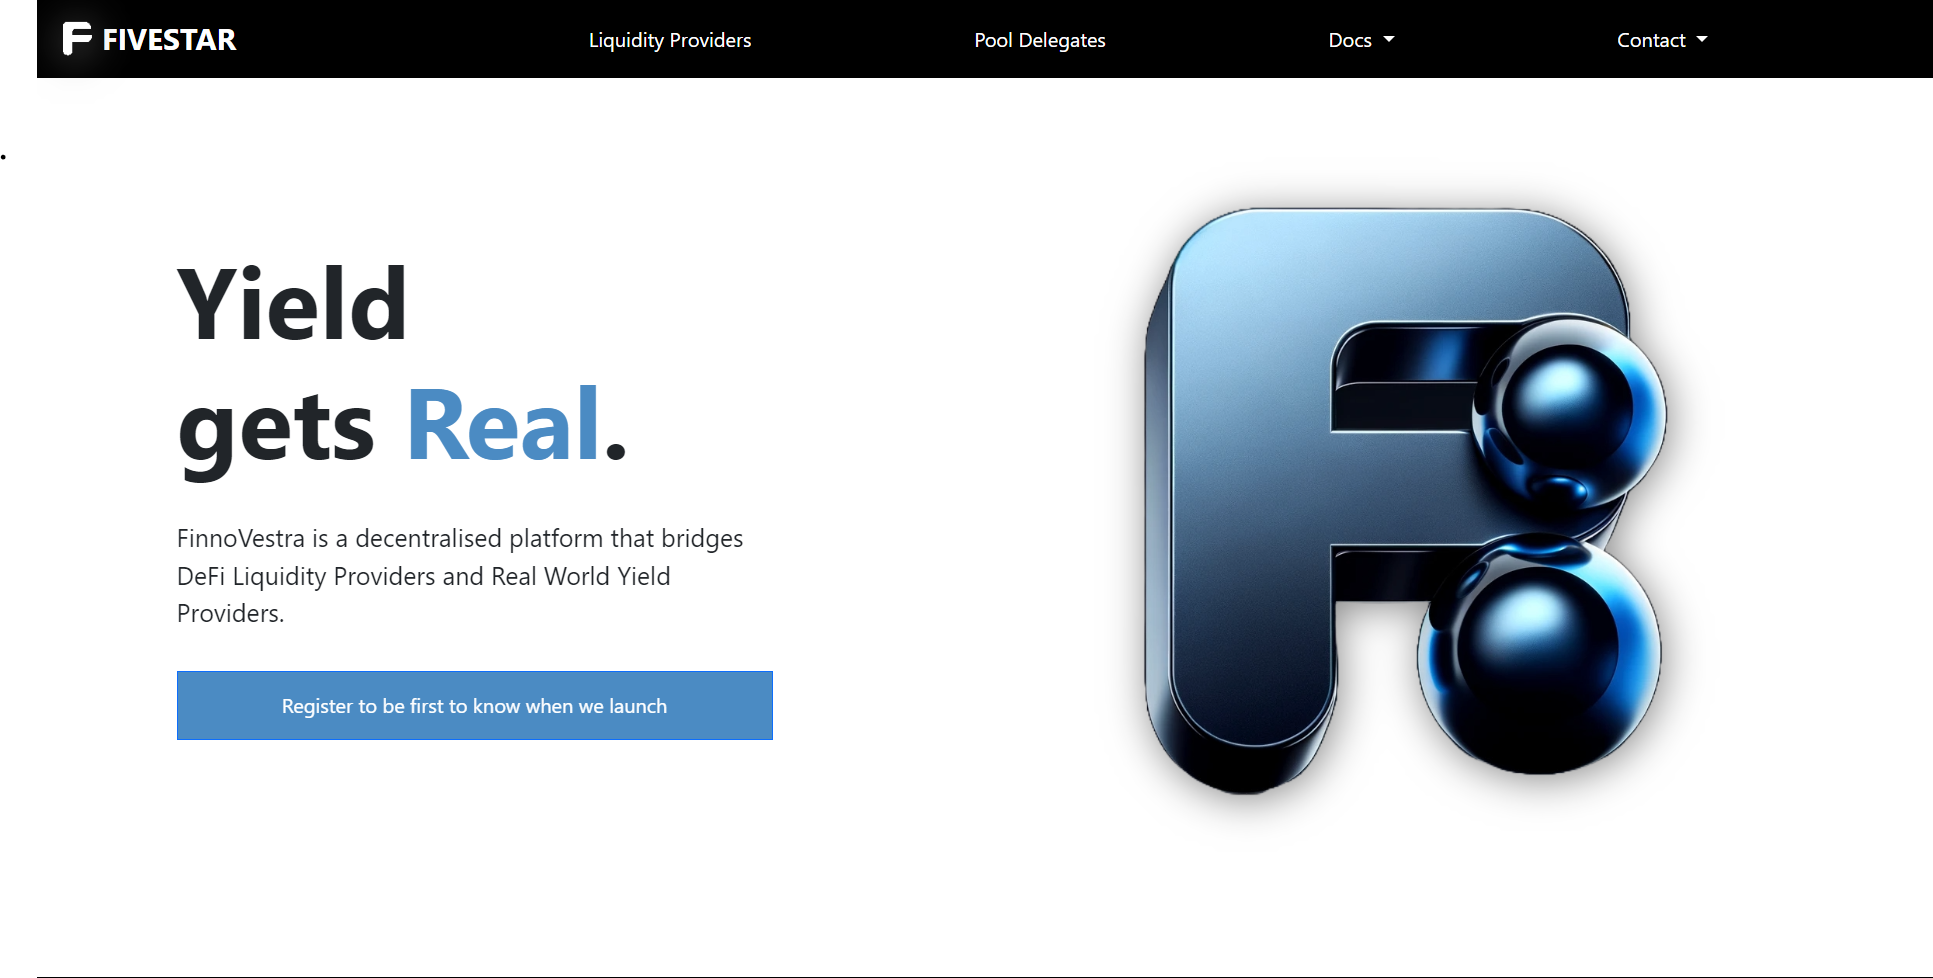 FIVESTAR
Liquidity Providers
Pool Delegates
Docs
Contact
Yield
gets Real.
FinnoVestra is a decentralised platform that bridges
DeFi Liquidity Providers and Real World Yield
Providers.
Register to be first to know when we launch